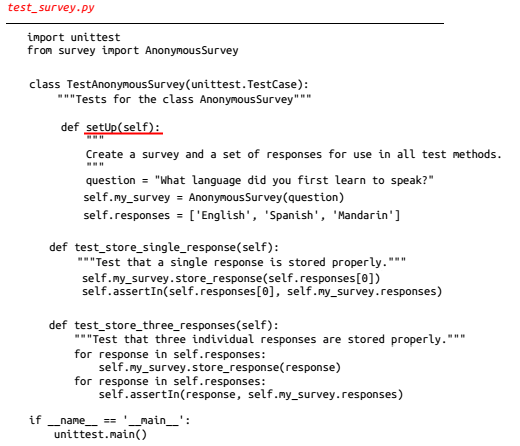 test_survey.py
import unittest
from survey import AnonymousSurvey
class TestAnonymousSurvey(unittest.TestCase):
"""Tests for the class AnonymousSurvey"""
def setUp(self):
"""
Create a survey and a set of responses for use in all test methods.
"""
question = "What language did you first learn to speak?"
self.my_survey = AnonymousSurvey(question)
self.responses = ['English', 'Spanish', 'Mandarin']
def test_store_single_response(self):
"""Test that a single response is stored properly."""
self.my_survey.store_response(self.responses[0])
self.assertIn(self.responses[0], self.my_survey.responses)
def test_store_three_responses(self):
"""Test that three individual responses are stored properly."""
for response in self.responses:
self.my_survey.store_response(response)
for response in self.responses:
self.assertIn(response, self.my_survey.responses)
if __name__ == '__main__':
unittest.main()